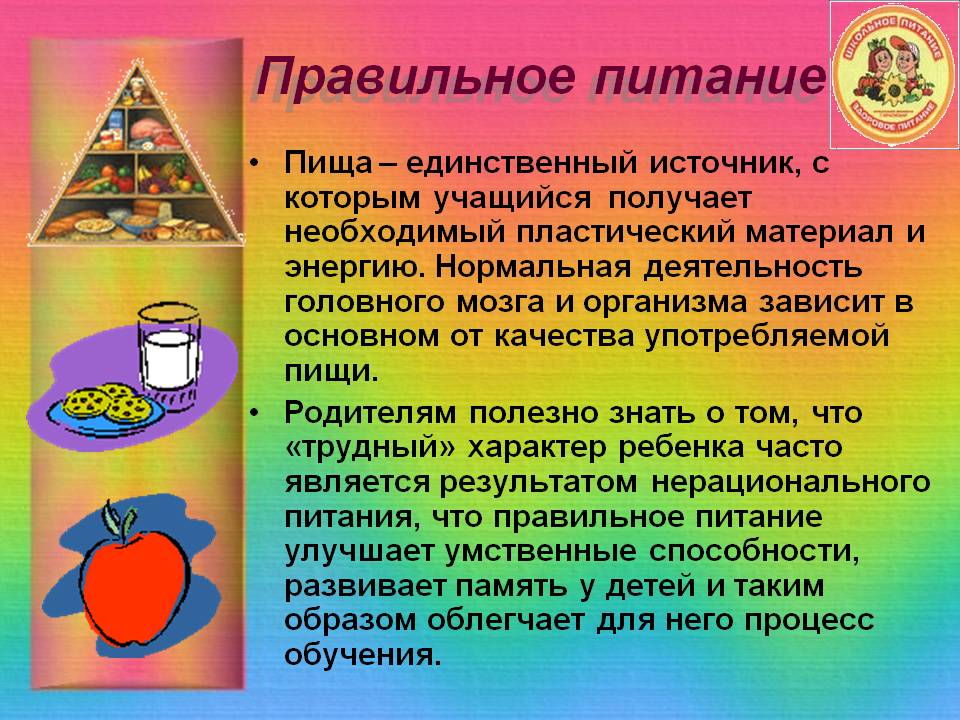 Правильное питание
ШКОЛЬНОЕ ПИТАНИЕ
ЗДОРОВОЕ ПИТАНИЕ
• Пища – единственный источник, с
которым учащийся получает
необходимый пластический материал и
энергию. Нормальная деятельность
головного мозга и организма зависит в
основном от качества употребляемой
пищи.
• Родителям полезно знать о том, что
«трудный» характер ребенка часто
является результатом нерационального
питания, что правильное питание
улучшает умственные способности,
развивает память у детей и таким
образом облегчает для него процесс
обучения.